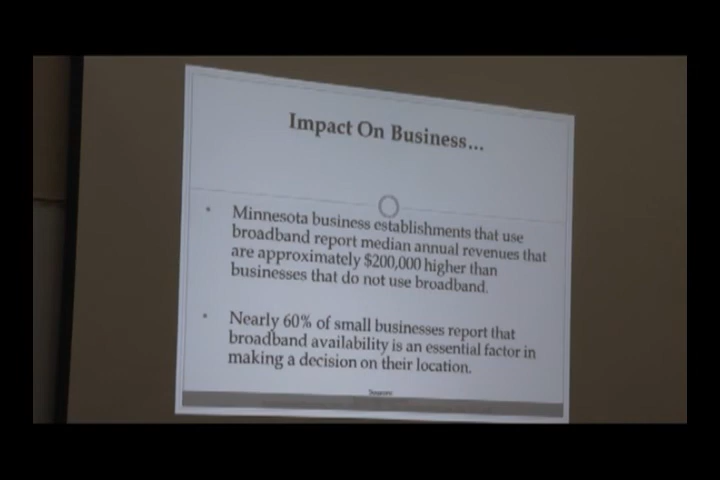 Impact On Business...
• Minnesota business establishments that use
broadband report median annual revenues that
are approximately $200,000 higher than
businesses that do not use broadband.
• Nearly 60% of small businesses report that
broadband availability is an essential factor in
making a decision on their location.